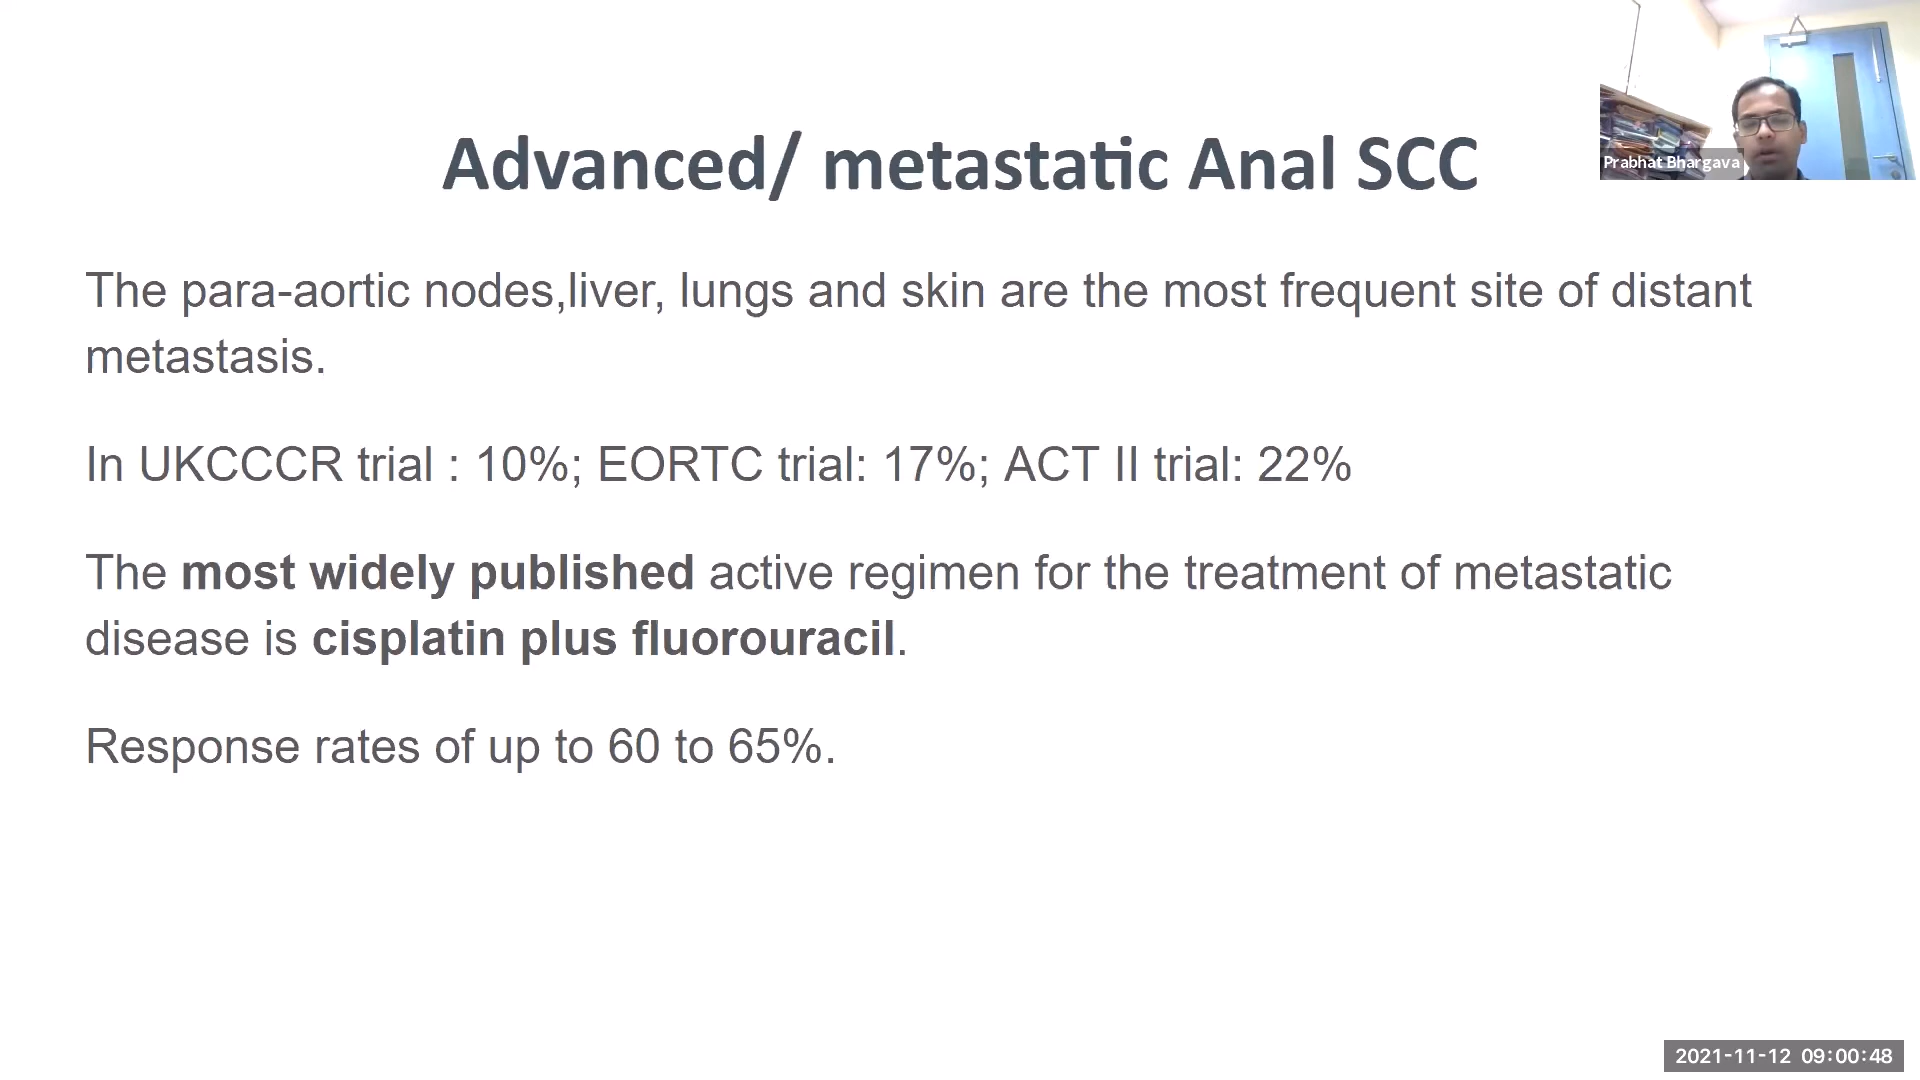 Advanced/ metastatic Anal SCC
Prabhat Bhargava
The para-aortic nodes,liver, lungs and skin are the most frequent site of distant
metastasis.
In UKCCCR trial : 10%; EORTC trial: 17%; ACT II trial: 22%
The most widely published active regimen for the treatment of metastatic
disease is cisplatin plus fluorouracil.
Response rates of up to 60 to 65%.
2021-11-12 09:00:48